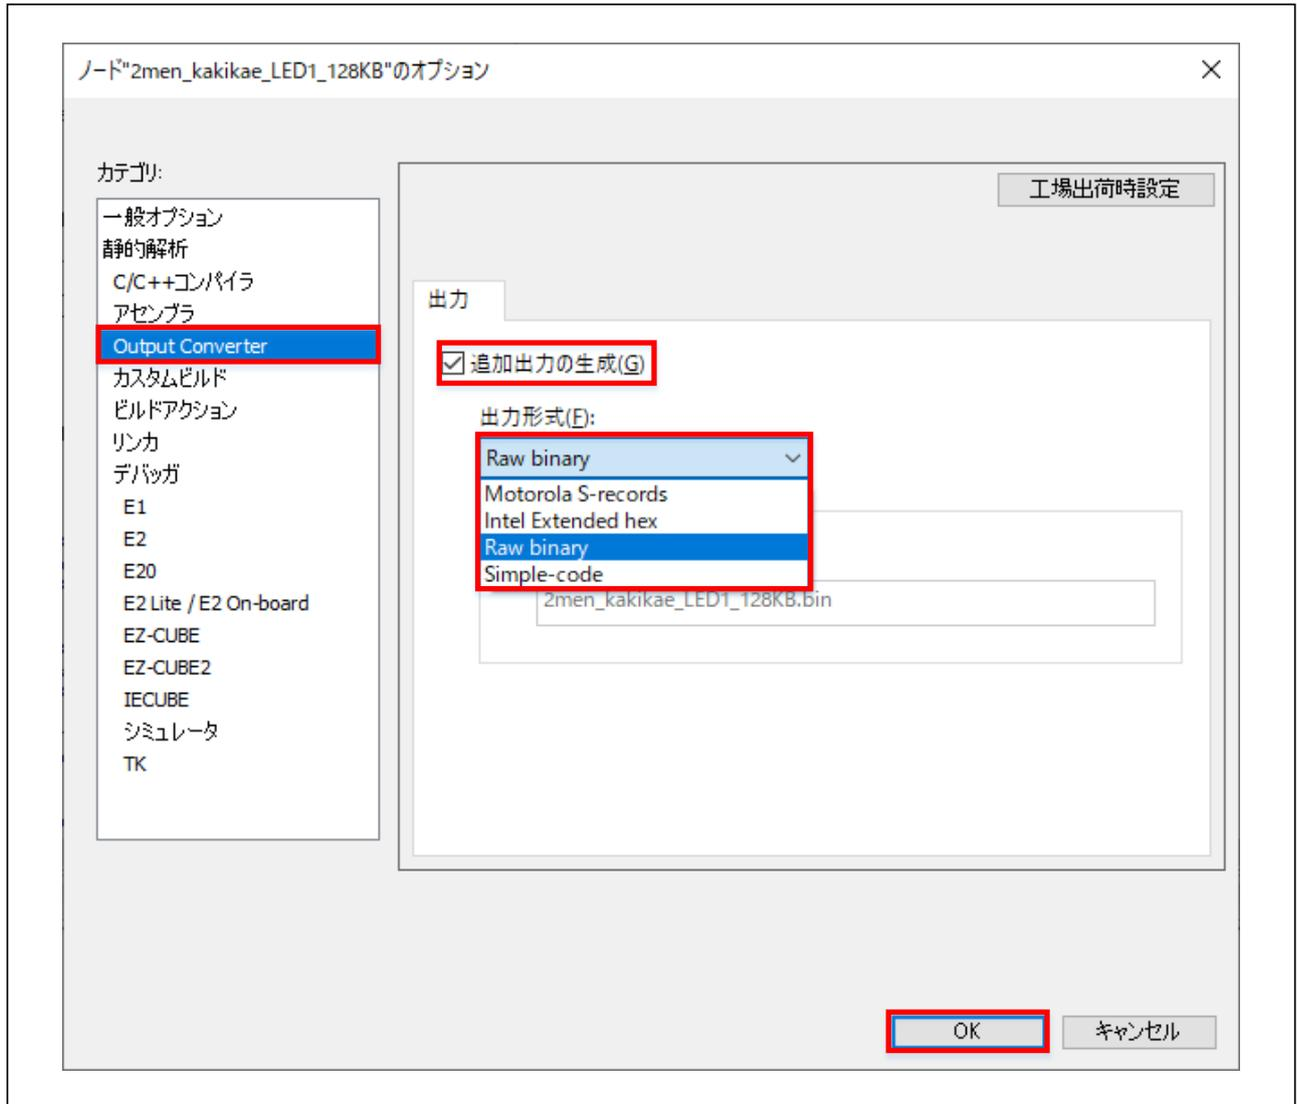 ノード"2men_kakikae_LED1_128KB"のオプション
カテゴリ:
一般オプション
静的解析
C/C++コンパイラ
アセンブラ
Output Converter
カスタムビルド
ビルドアクション
リンカ
デバッガ
E1
E2
E20
E2 Lite / E2 On-board
EZ-CUBE
EZ-CUBE2
IECUBE
シミュレータ
TK
工場出荷時設定
出力
追加出力の生成(G)
出力形式(F):
Raw binary
Motorola S-records
Intel Extended hex
Raw binary
Simple-code
2men_kakikae_LED1_128KB.bin
OK
キャンセル